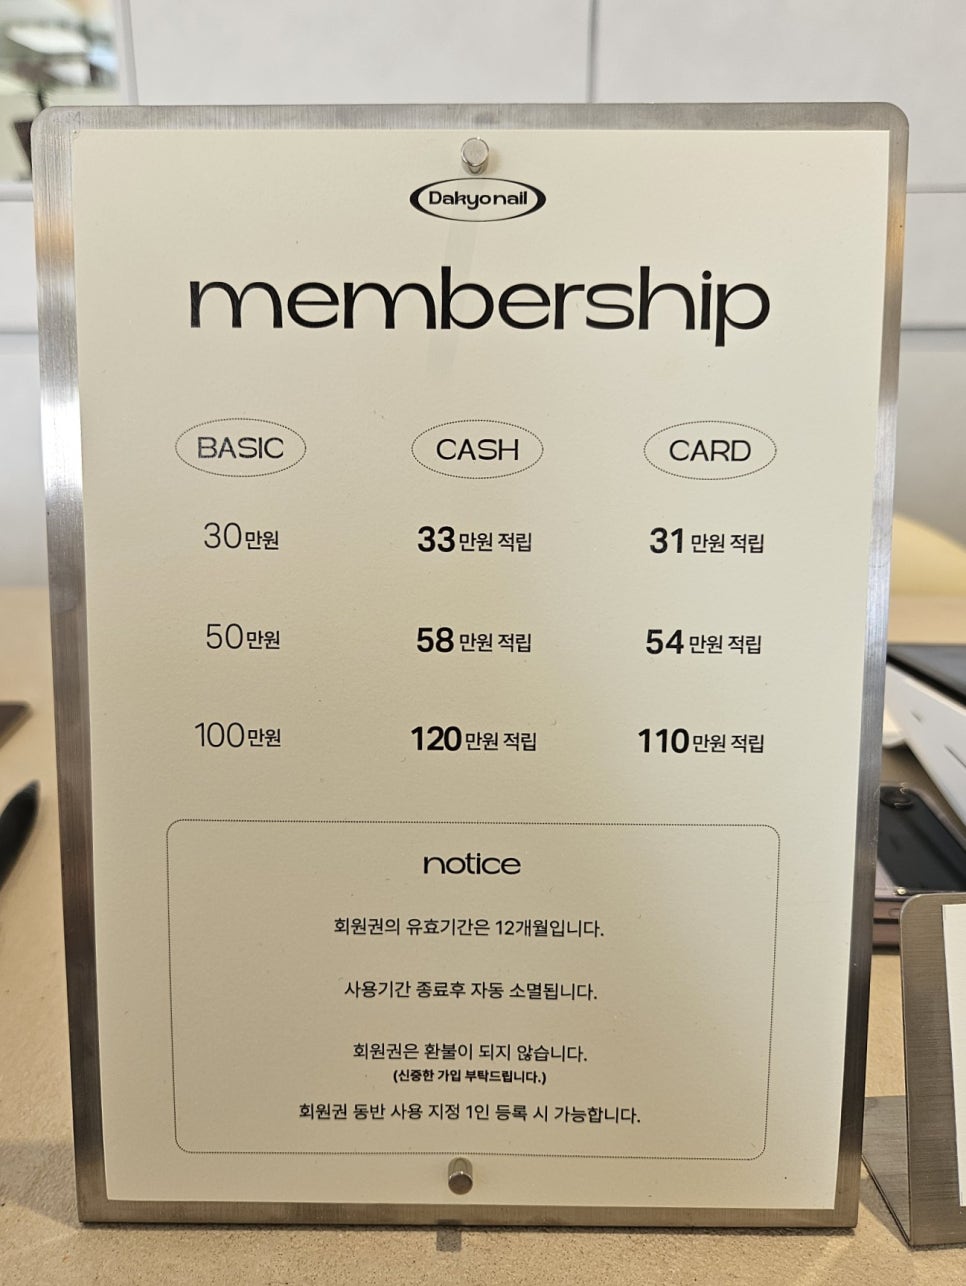 Dakyo nail
membership
BASIC CASH CARD
30만원 33만원 적립 31만원 적립
50만원 58만원 적립 54만원 적립
100만원 120만원 적립 110만원 적립
notice
회원권의 유효기간은 12개월입니다.
사용기간 종료후 자동 소멸됩니다.
회원권은 환불이 되지 않습니다.
(신중한 가입 부탁드립니다.)
회원권 동반 사용 지정 1인 등록 시 가능합니다.